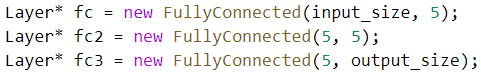 Layer* fc = new FullyConnected(input_size, 5);
Layer* fc2 = new FullyConnected(5, 5);
Layer* fc3 = new FullyConnected(5, output_size);